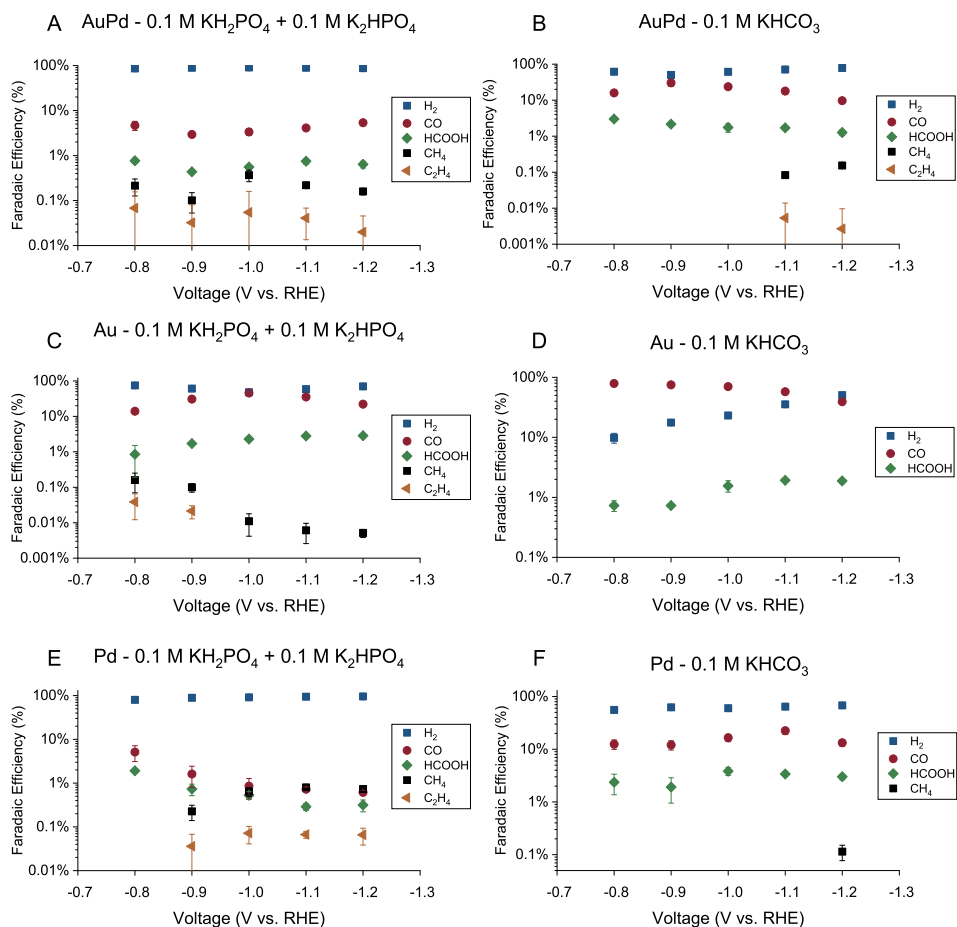 A AuPd - 0.1 M KH₂PO₄ + 0.1 M K₂HPO₄
Faradaic Efficiency (%)
100%
10%
1%
0.1%
0.01%
-0.7 -0.8 -0.9 -1.0 -1.1 -1.2 -1.3
Voltage (V vs. RHE)
H₂
CO
HCOOH
CH₄
C₂H₄
B AuPd - 0.1 M KHCO₃
Faradaic Efficiency (%)
100%
10%
1%
0.1%
0.01%
0.001%
-0.7 -0.8 -0.9 -1.0 -1.1 -1.2 -1.3
Voltage (V vs. RHE)
H₂
CO
HCOOH
CH₄
C₂H₄
C Au - 0.1 M KH₂PO₄ + 0.1 M K₂HPO₄
Faradaic Efficiency (%)
100%
10%
1%
0.1%
0.01%
0.001%
-0.7 -0.8 -0.9 -1.0 -1.1 -1.2 -1.3
Voltage (V vs. RHE)
H₂
CO
HCOOH
CH₄
C₂H₄
D Au - 0.1 M KHCO₃
Faradaic Efficiency (%)
100%
10%
1%
0.1%
-0.7 -0.8 -0.9 -1.0 -1.1 -1.2 -1.3
Voltage (V vs. RHE)
H₂
CO
HCOOH
E Pd - 0.1 M KH₂PO₄ + 0.1 M K₂HPO₄
Faradaic Efficiency (%)
100%
10%
1%
0.1%
0.01%
-0.7 -0.8 -0.9 -1.0 -1.1 -1.2 -1.3
Voltage (V vs. RHE)
H₂
CO
HCOOH
CH₄
C₂H₄
F Pd - 0.1 M KHCO₃
Faradaic Efficiency (%)
100%
10%
1%
0.1%
-0.7 -0.8 -0.9 -1.0 -1.1 -1.2 -1.3
Voltage (V vs. RHE)
H₂
CO
HCOOH
CH₄